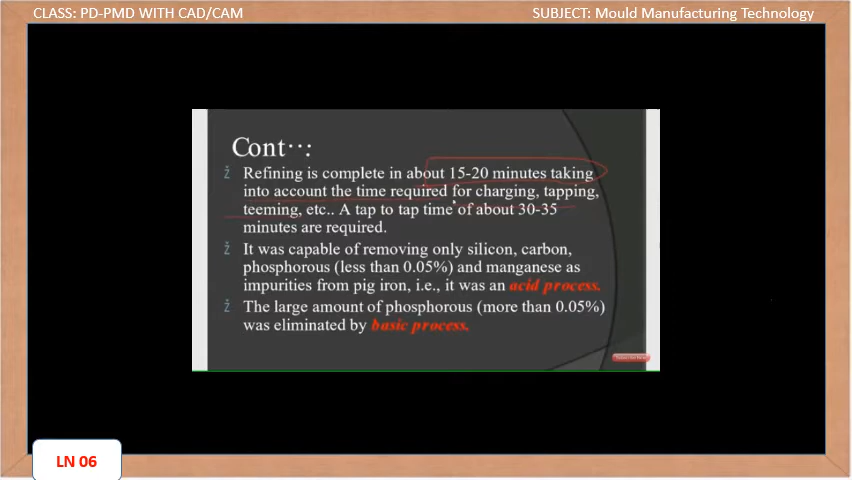 CLASS: PD-PMD WITH CAD/CAM
SUBJECT: Mould Manufacturing Technology
Cont···:
ž Refining is complete in about 15-20 minutes taking
into account the time required for charging, tapping,
teeming, etc.. A tap to tap time of about 30-35
minutes are required.
ž It was capable of removing only silicon, carbon,
phosphorous (less than 0.05%) and manganese as
impurities from pig iron, i.e., it was an acid process.
ž The large amount of phosphorous (more than 0.05%)
was eliminated by basic process.
LN 06